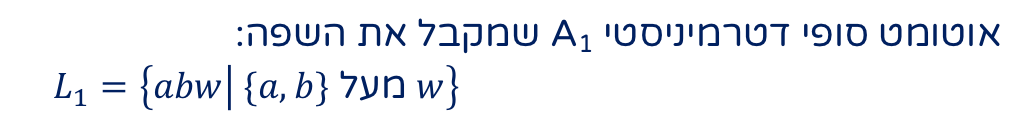 אוטומט סופי דטרמיניסטי A₁ שמקבל את השפה:
L₁ = {abw| {a, b} מעל w}